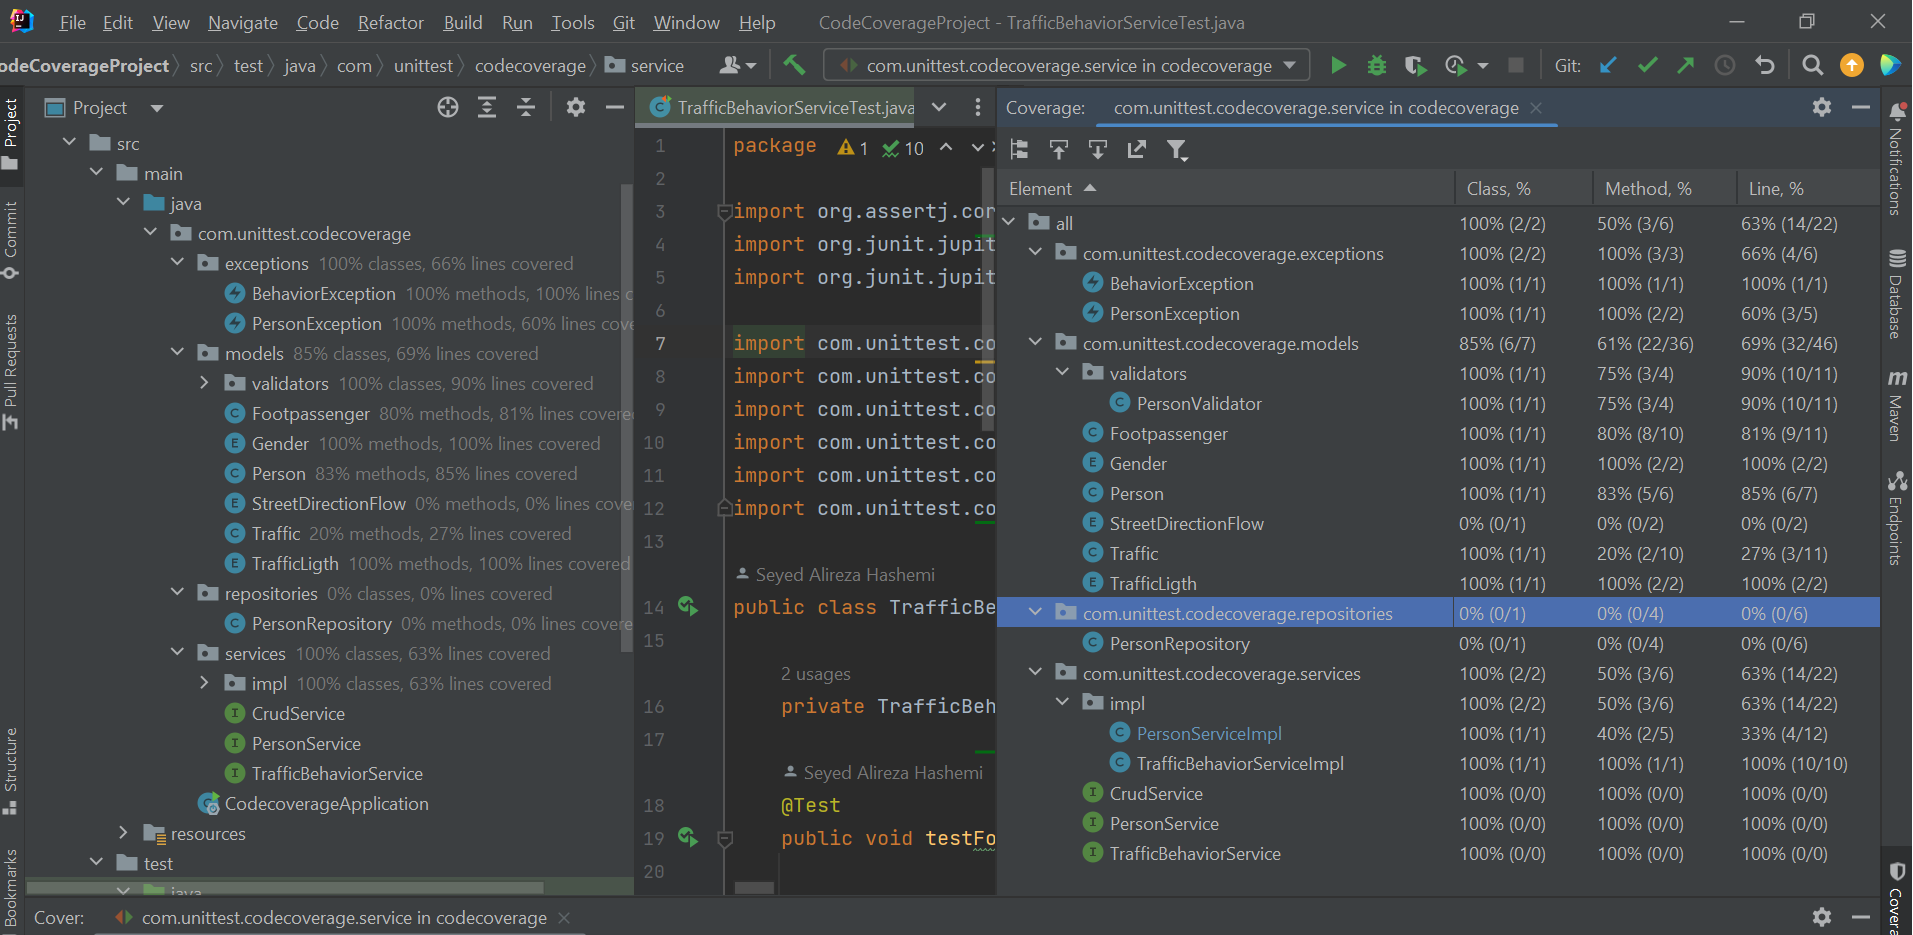 File Edit View Navigate Code Refactor Build Run Tools Git Window Help CodeCoverageProject - TrafficBehaviorServiceTest.java
odeCoverageProject src test java com unittest codecoverage service com.unittest.codecoverage.service in codecoverage Git:
Project
Commit
Pull Requests
Structure
Bookmarks
Project
src
main
java
com.unittest.codecoverage
exceptions 100% classes, 66% lines covered
BehaviorException 100% methods, 100% lines c
PersonException 100% methods, 60% lines cove
models 85% classes, 69% lines covered
validators 100% classes, 90% lines covered
Footpassenger 80% methods, 81% lines covere
Gender 100% methods, 100% lines covered
Person 83% methods, 85% lines covered
StreetDirectionFlow 0% methods, 0% lines cove
Traffic 20% methods, 27% lines covered
TrafficLigth 100% methods, 100% lines covered
repositories 0% classes, 0% lines covered
PersonRepository 0% methods, 0% lines covere
services 100% classes, 63% lines covered
impl 100% classes, 63% lines covered
CrudService
PersonService
TrafficBehaviorService
CodecoverageApplication
resources
test
java
TrafficBehaviorServiceTest.java
1 package 1 10
2
3 import org.assertj.cor
4 import org.junit.jupit
5 import org.junit.jupit
6
7 import com.unittest.co
8 import com.unittest.co
9 import com.unittest.co
10 import com.unittest.co
11 import com.unittest.co
12 import com.unittest.co
13
Seyed Alireza Hashemi
14 public class TrafficBe
15
2 usages
16 private TrafficBeh
17
Seyed Alireza Hashemi
18 @Test
19 public void testFo
20
Coverage: com.unittest.codecoverage.service in codecoverage
Element Class, % Method, % Line, %
all 100% (2/2) 50% (3/6) 63% (14/22)
com.unittest.codecoverage.exceptions 100% (2/2) 100% (3/3) 66% (4/6)
BehaviorException 100% (1/1) 100% (1/1) 100% (1/1)
PersonException 100% (1/1) 100% (2/2) 60% (3/5)
com.unittest.codecoverage.models 85% (6/7) 61% (22/36) 69% (32/46)
validators 100% (1/1) 75% (3/4) 90% (10/11)
PersonValidator 100% (1/1) 75% (3/4) 90% (10/11)
Footpassenger 100% (1/1) 80% (8/10) 81% (9/11)
Gender 100% (1/1) 100% (2/2) 100% (2/2)
Person 100% (1/1) 83% (5/6) 85% (6/7)
StreetDirectionFlow 0% (0/1) 0% (0/2) 0% (0/2)
Traffic 100% (1/1) 20% (2/10) 27% (3/11)
TrafficLigth 100% (1/1) 100% (2/2) 100% (2/2)
com.unittest.codecoverage.repositories 0% (0/1) 0% (0/4) 0% (0/6)
PersonRepository 0% (0/1) 0% (0/4) 0% (0/6)
com.unittest.codecoverage.services 100% (2/2) 50% (3/6) 63% (14/22)
impl 100% (2/2) 50% (3/6) 63% (14/22)
PersonServiceImpl 100% (1/1) 40% (2/5) 33% (4/12)
TrafficBehaviorServiceImpl 100% (1/1) 100% (1/1) 100% (10/10)
CrudService 100% (0/0) 100% (0/0) 100% (0/0)
PersonService 100% (0/0) 100% (0/0) 100% (0/0)
TrafficBehaviorService 100% (0/0) 100% (0/0) 100% (0/0)
Notifications
Database
Maven
Endpoints
Covera
Cover: com.unittest.codecoverage.service in codecoverage